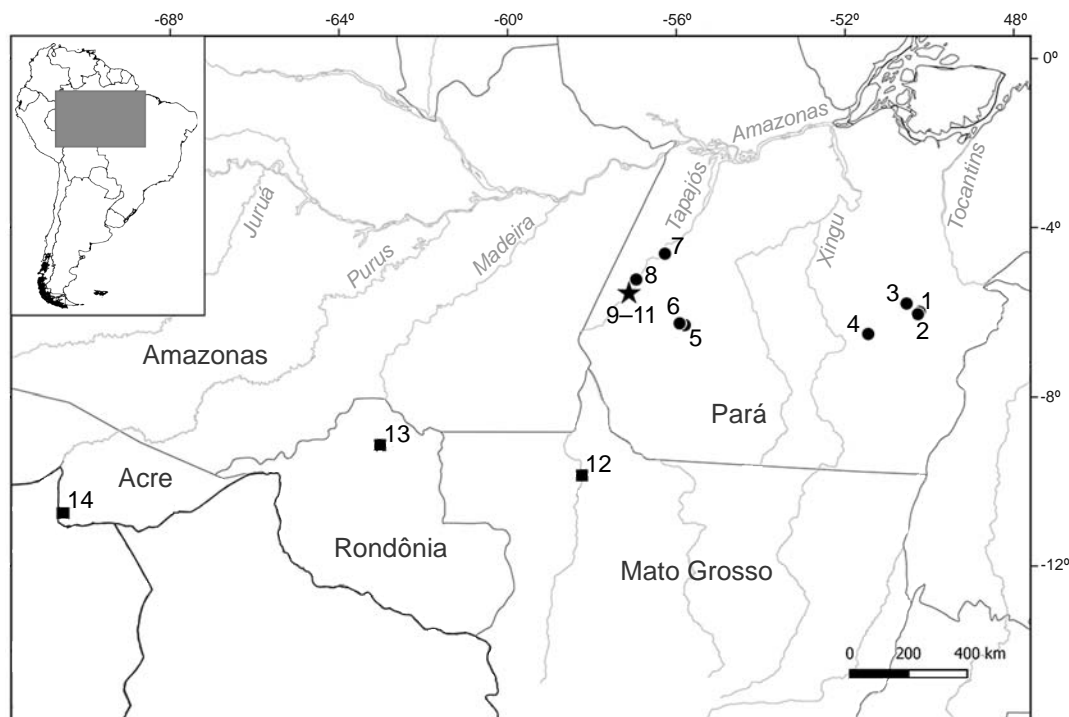 -68º -64º -60º -56º -52º 48º
0º
Amazonas
Tapajós
Tocantins
Juruá
Xingu
Madeira
Purus
-4º
7
8
3
1
9–11
6
2
5
4
Amazonas
Pará
-8º
13
12
Acre
14
Rondônia
Mato Grosso
-12º
0 200 400 km